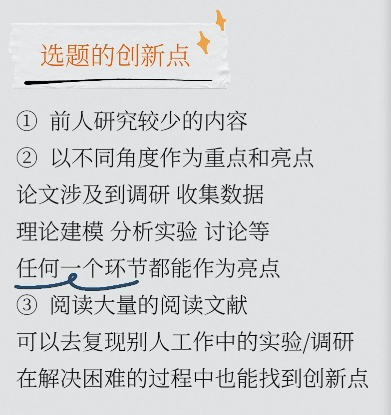 选题的创新点
① 前人研究较少的内容
② 以不同角度作为重点和亮点
论文涉及到调研 收集数据
理论建模 分析实验 讨论等
任何一个环节都能作为亮点
③ 阅读大量的阅读文献
可以去复现别人工作中的实验/调研
在解决困难的过程中也能找到创新点